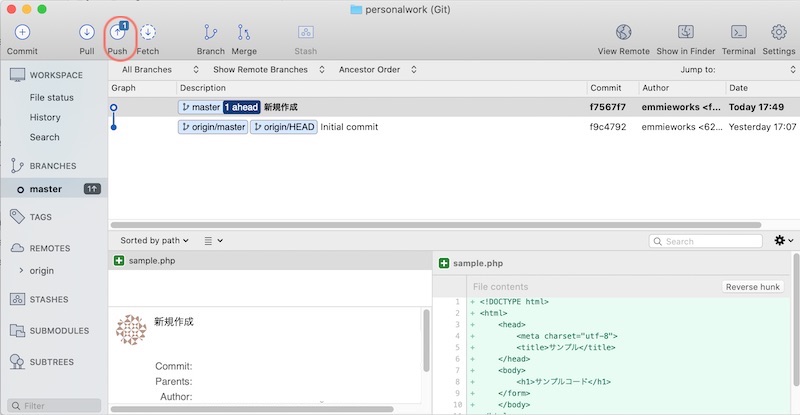 personalwork (Git)
1
Commit Pull Push Fetch Branch Merge Stash View Remote Show in Finder Terminal Settings
WORKSPACE
File status
History
Search
BRANCHES
master 1↑
TAGS
REMOTES
origin
STASHES
SUBMODULES
SUBTREES
Filter
All Branches Show Remote Branches Ancestor Order Jump to:
Graph Description Commit Author Date
master 1 ahead 新規作成 f7567f7 emmieworks <f... Today 17:49
origin/master origin/HEAD Initial commit f9c4792 emmieworks <62... Yesterday 17:07
Sorted by path Search
sample.php
新規作成
Commit:
Parents:
Author:
sample.php
File contents Reverse hunk
1 + <!DOCTYPE html>
2 + <html>
3 + <head>
4 + <meta charset="utf-8">
5 + <title>サンプル</title>
6 + </head>
7 + <body>
8 + <h1>サンプルコード</h1>
9 + </form>
10 + </body>